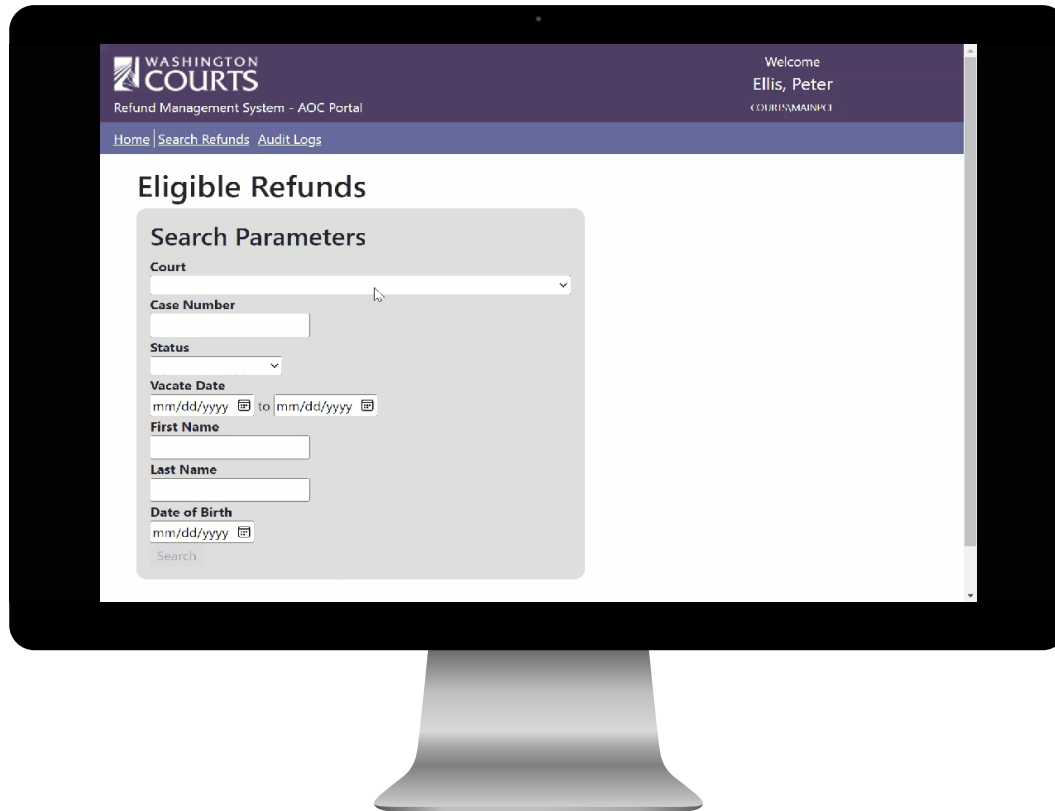 WASHINGTON
COURTS
Refund Management System - AOC Portal
Welcome
Ellis, Peter
COURTS\MAINPCL
Home Search Refunds Audit Logs
Eligible Refunds
Search Parameters
Court
Case Number
Status
Vacate Date
mm/dd/yyyy to mm/dd/yyyy
First Name
Last Name
Date of Birth
mm/dd/yyyy
Search